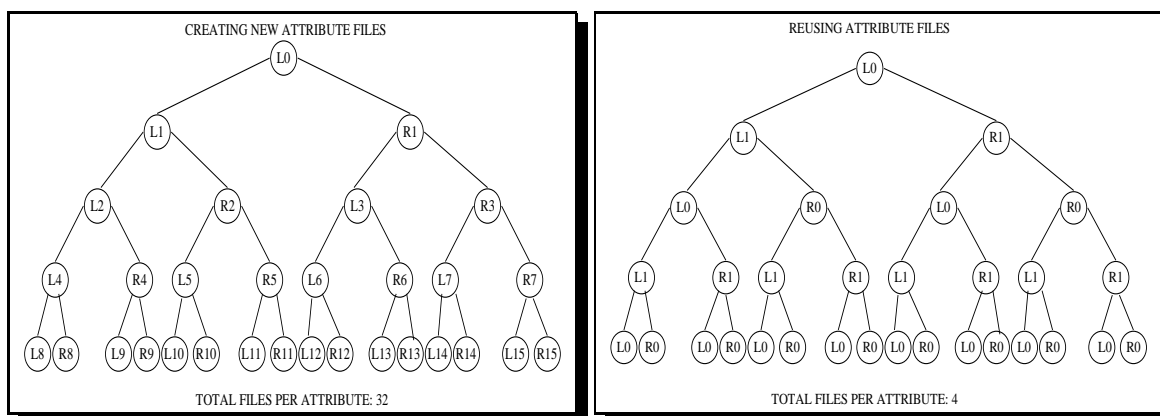 CREATING NEW ATTRIBUTE FILES
L0
L1 R1
L2 R2 L3 R3
L4 R4 L5 R5 L6 R6 L7 R7
L8 R8 L9 R9 L10 R10 L11 R11 L12 R12 L13 R13 L14 R14 L15 R15
TOTAL FILES PER ATTRIBUTE: 32
REUSING ATTRIBUTE FILES
L0
L1 R1
L0 R0 L0 R0
L1 R1 L1 R1 L1 R1 L1 R1
L0 R0 L0 R0 L0 R0 L0 R0 L0 R0 L0 R0 L0 R0 L0 R0
TOTAL FILES PER ATTRIBUTE: 4